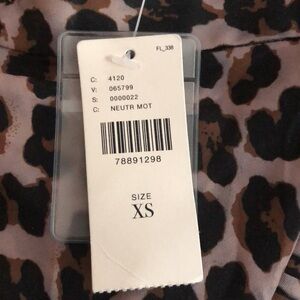 FL_338
C: 4120
V: 065799
S: 0000022
C: NEUTR MOT
78891298
SIZE
XS